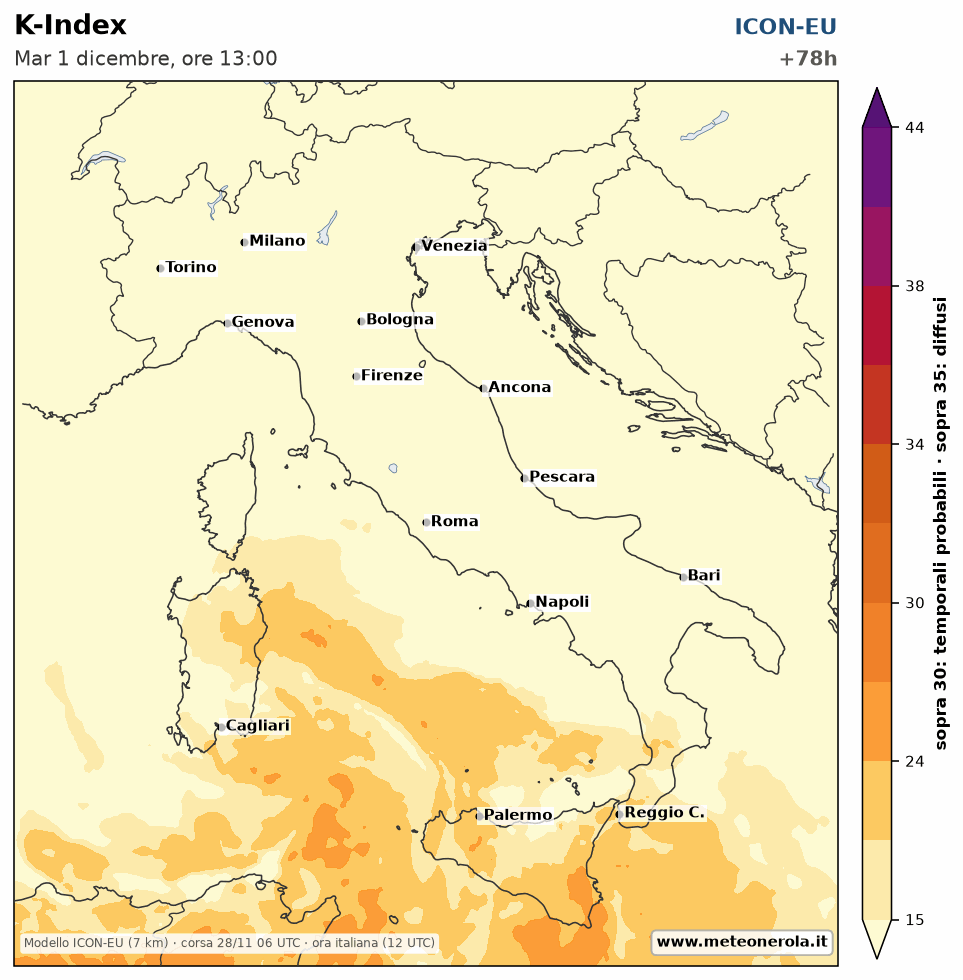 K-Index
ICON-EU
Mar 1 dicembre, ore 13:00
+78h
Milano
Venezia
Torino
Genova
Bologna
Firenze
Ancona
Pescara
Roma
Bari
Napoli
Cagliari
Palermo
Reggio C.
44
38
34
30
24
15
sopra 30: temporali probabili · sopra 35: diffusi
Modello ICON-EU (7 km) · corsa 28/11 06 UTC · ora italiana (12 UTC)
www.meteonerola.it